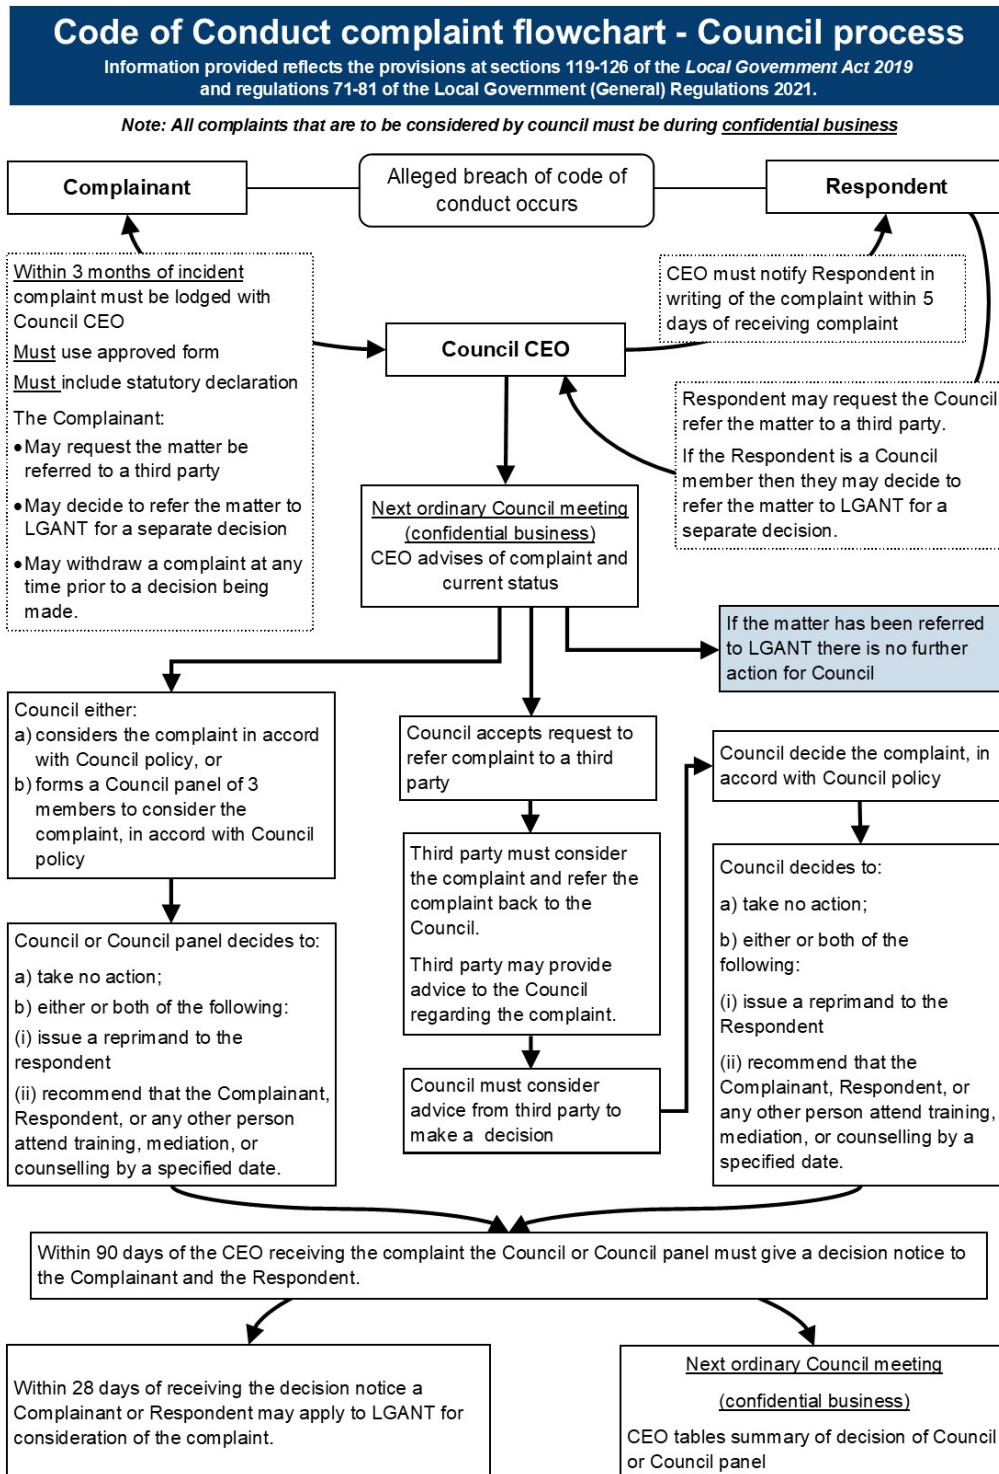 Code of Conduct complaint flowchart - Council process
Information provided reflects the provisions at sections 119-126 of the Local Government Act 2019
and regulations 71-81 of the Local Government (General) Regulations 2021.
Note: All complaints that are to be considered by council must be during confidential business
Complainant
Alleged breach of code of
conduct occurs
Respondent
Within 3 months of incident
complaint must be lodged with
Council CEO
Must use approved form
Must include statutory declaration
The Complainant:
•May request the matter be
referred to a third party
•May decide to refer the matter to
LGANT for a separate decision
•May withdraw a complaint at any
time prior to a decision being
made.
CEO must notify Respondent in
writing of the complaint within 5
days of receiving complaint
Council CEO
Respondent may request the Council
refer the matter to a third party.
If the Respondent is a Council
member then they may decide to
refer the matter to LGANT for a
separate decision.
Next ordinary Council meeting
(confidential business)
CEO advises of complaint and
current status
If the matter has been referred
to LGANT there is no further
action for Council
Council either:
a) considers the complaint in accord
with Council policy, or
b) forms a Council panel of 3
members to consider the
complaint, in accord with Council
policy
Council accepts request to
refer complaint to a third
party
Council decide the complaint, in
accord with Council policy
Third party must consider
the complaint and refer the
complaint back to the
Council.
Third party may provide
advice to the Council
regarding the complaint.
Council decides to:
a) take no action;
b) either or both of the
following:
(i) issue a reprimand to the
Respondent
(ii) recommend that the
Complainant, Respondent, or
any other person attend training,
mediation, or counselling by a
specified date.
Council or Council panel decides to:
a) take no action;
b) either or both of the following:
(i) issue a reprimand to the
respondent
(ii) recommend that the Complainant,
Respondent, or any other person
attend training, mediation, or
counselling by a specified date.
Council must consider
advice from third party to
make a decision
Within 90 days of the CEO receiving the complaint the Council or Council panel must give a decision notice to
the Complainant and the Respondent.
Within 28 days of receiving the decision notice a
Complainant or Respondent may apply to LGANT for
consideration of the complaint.
Next ordinary Council meeting
(confidential business)
CEO tables summary of decision of Council
or Council panel